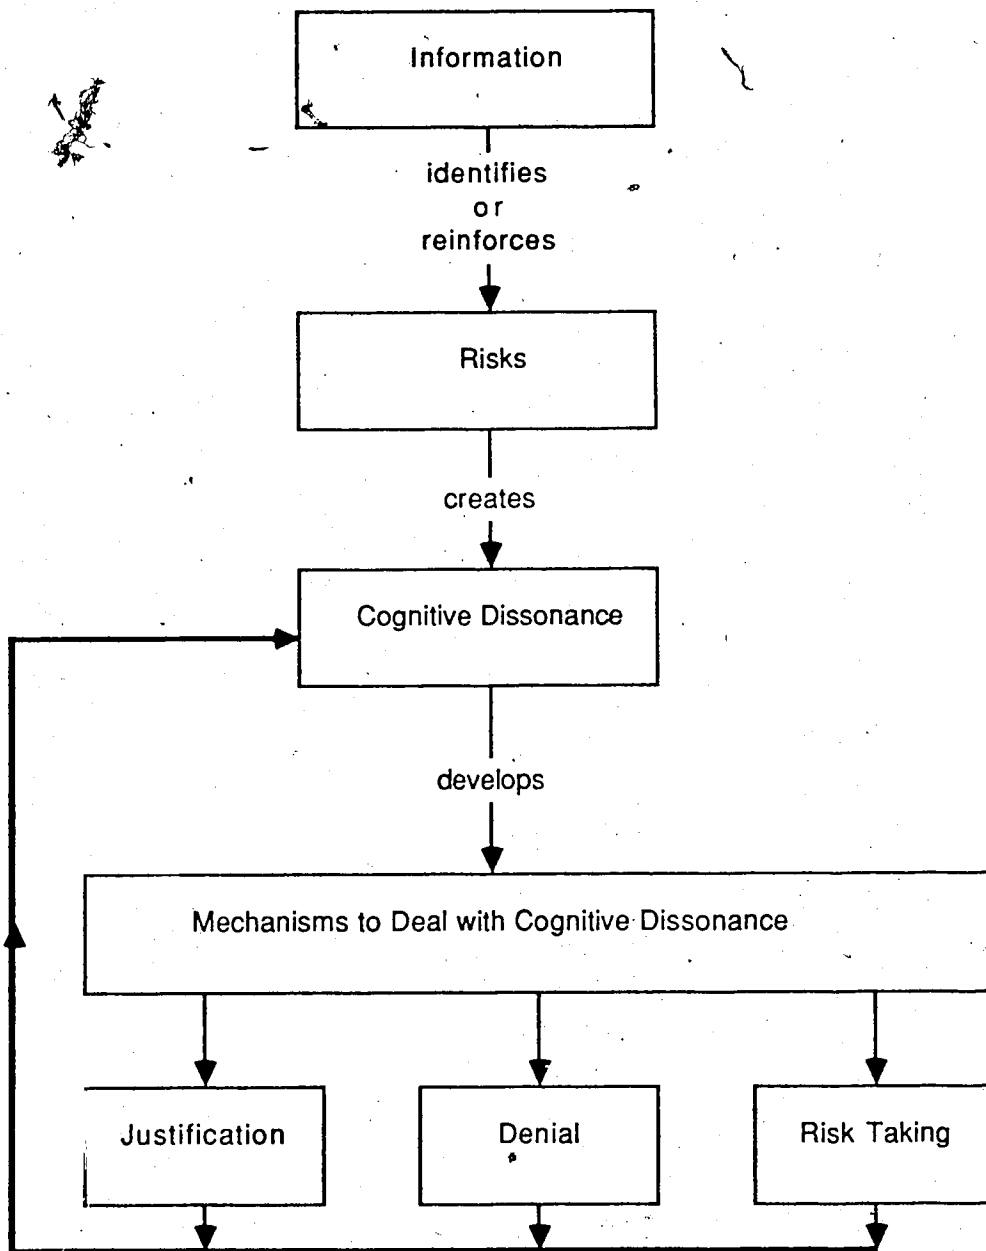 Information
identifies
or
reinforces
Risks
creates
Cognitive Dissonance
develops
Mechanisms to Deal with Cognitive Dissonance
Justification
Denial
Risk Taking